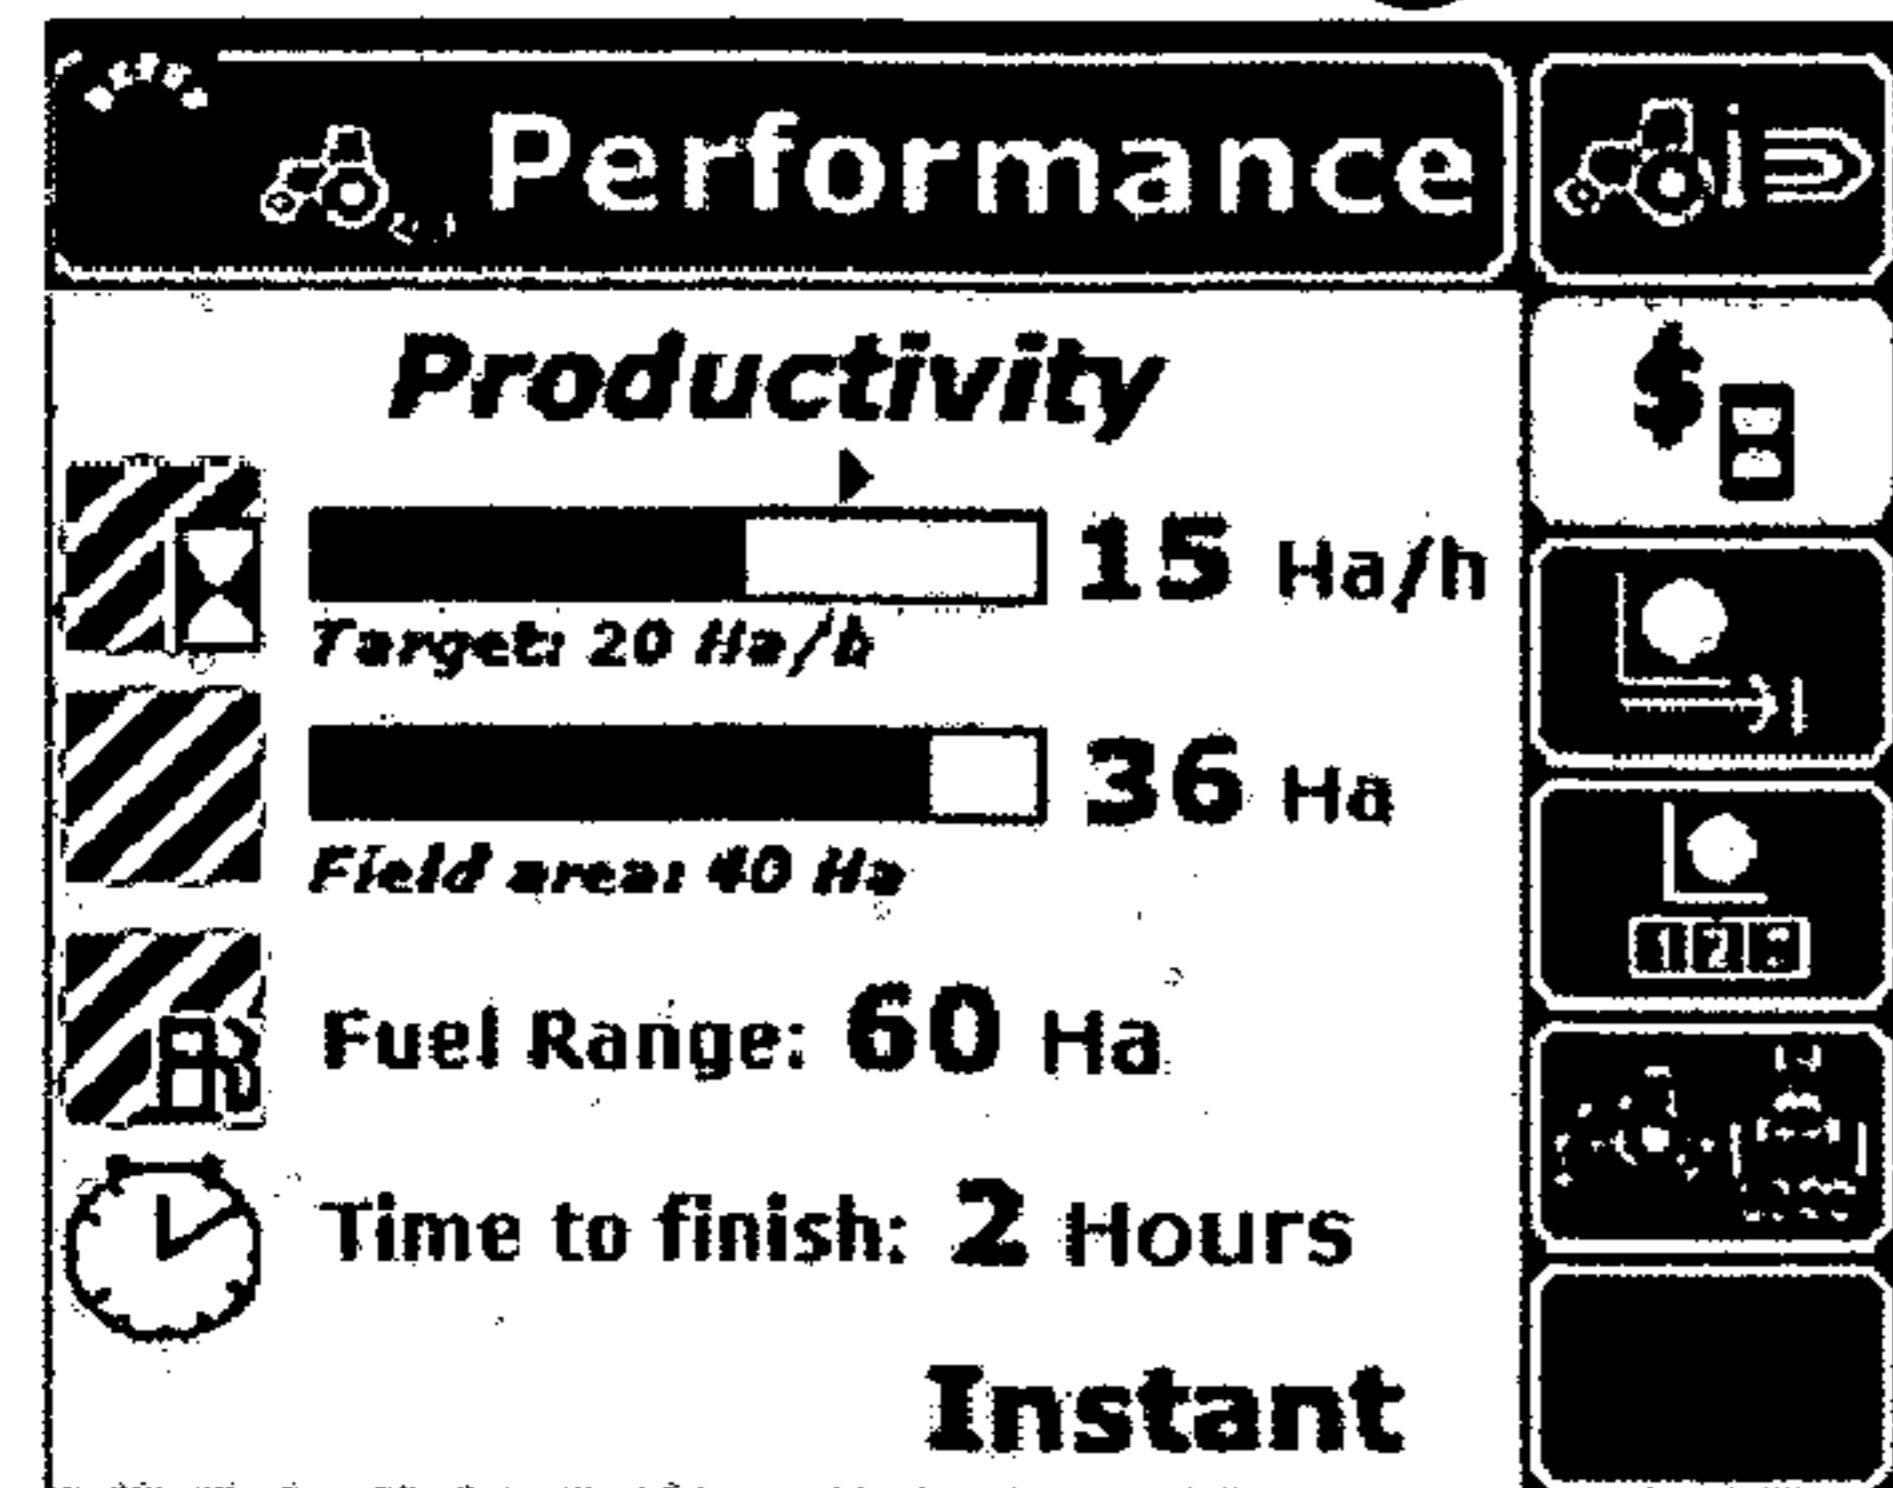 Performance
i
$
Productivity
15 Ha/h
Target: 20 Ha/h
36 Ha
Field area: 40 Ha
Fuel Range: 60 Ha
Time to finish: 2 Hours
Instant